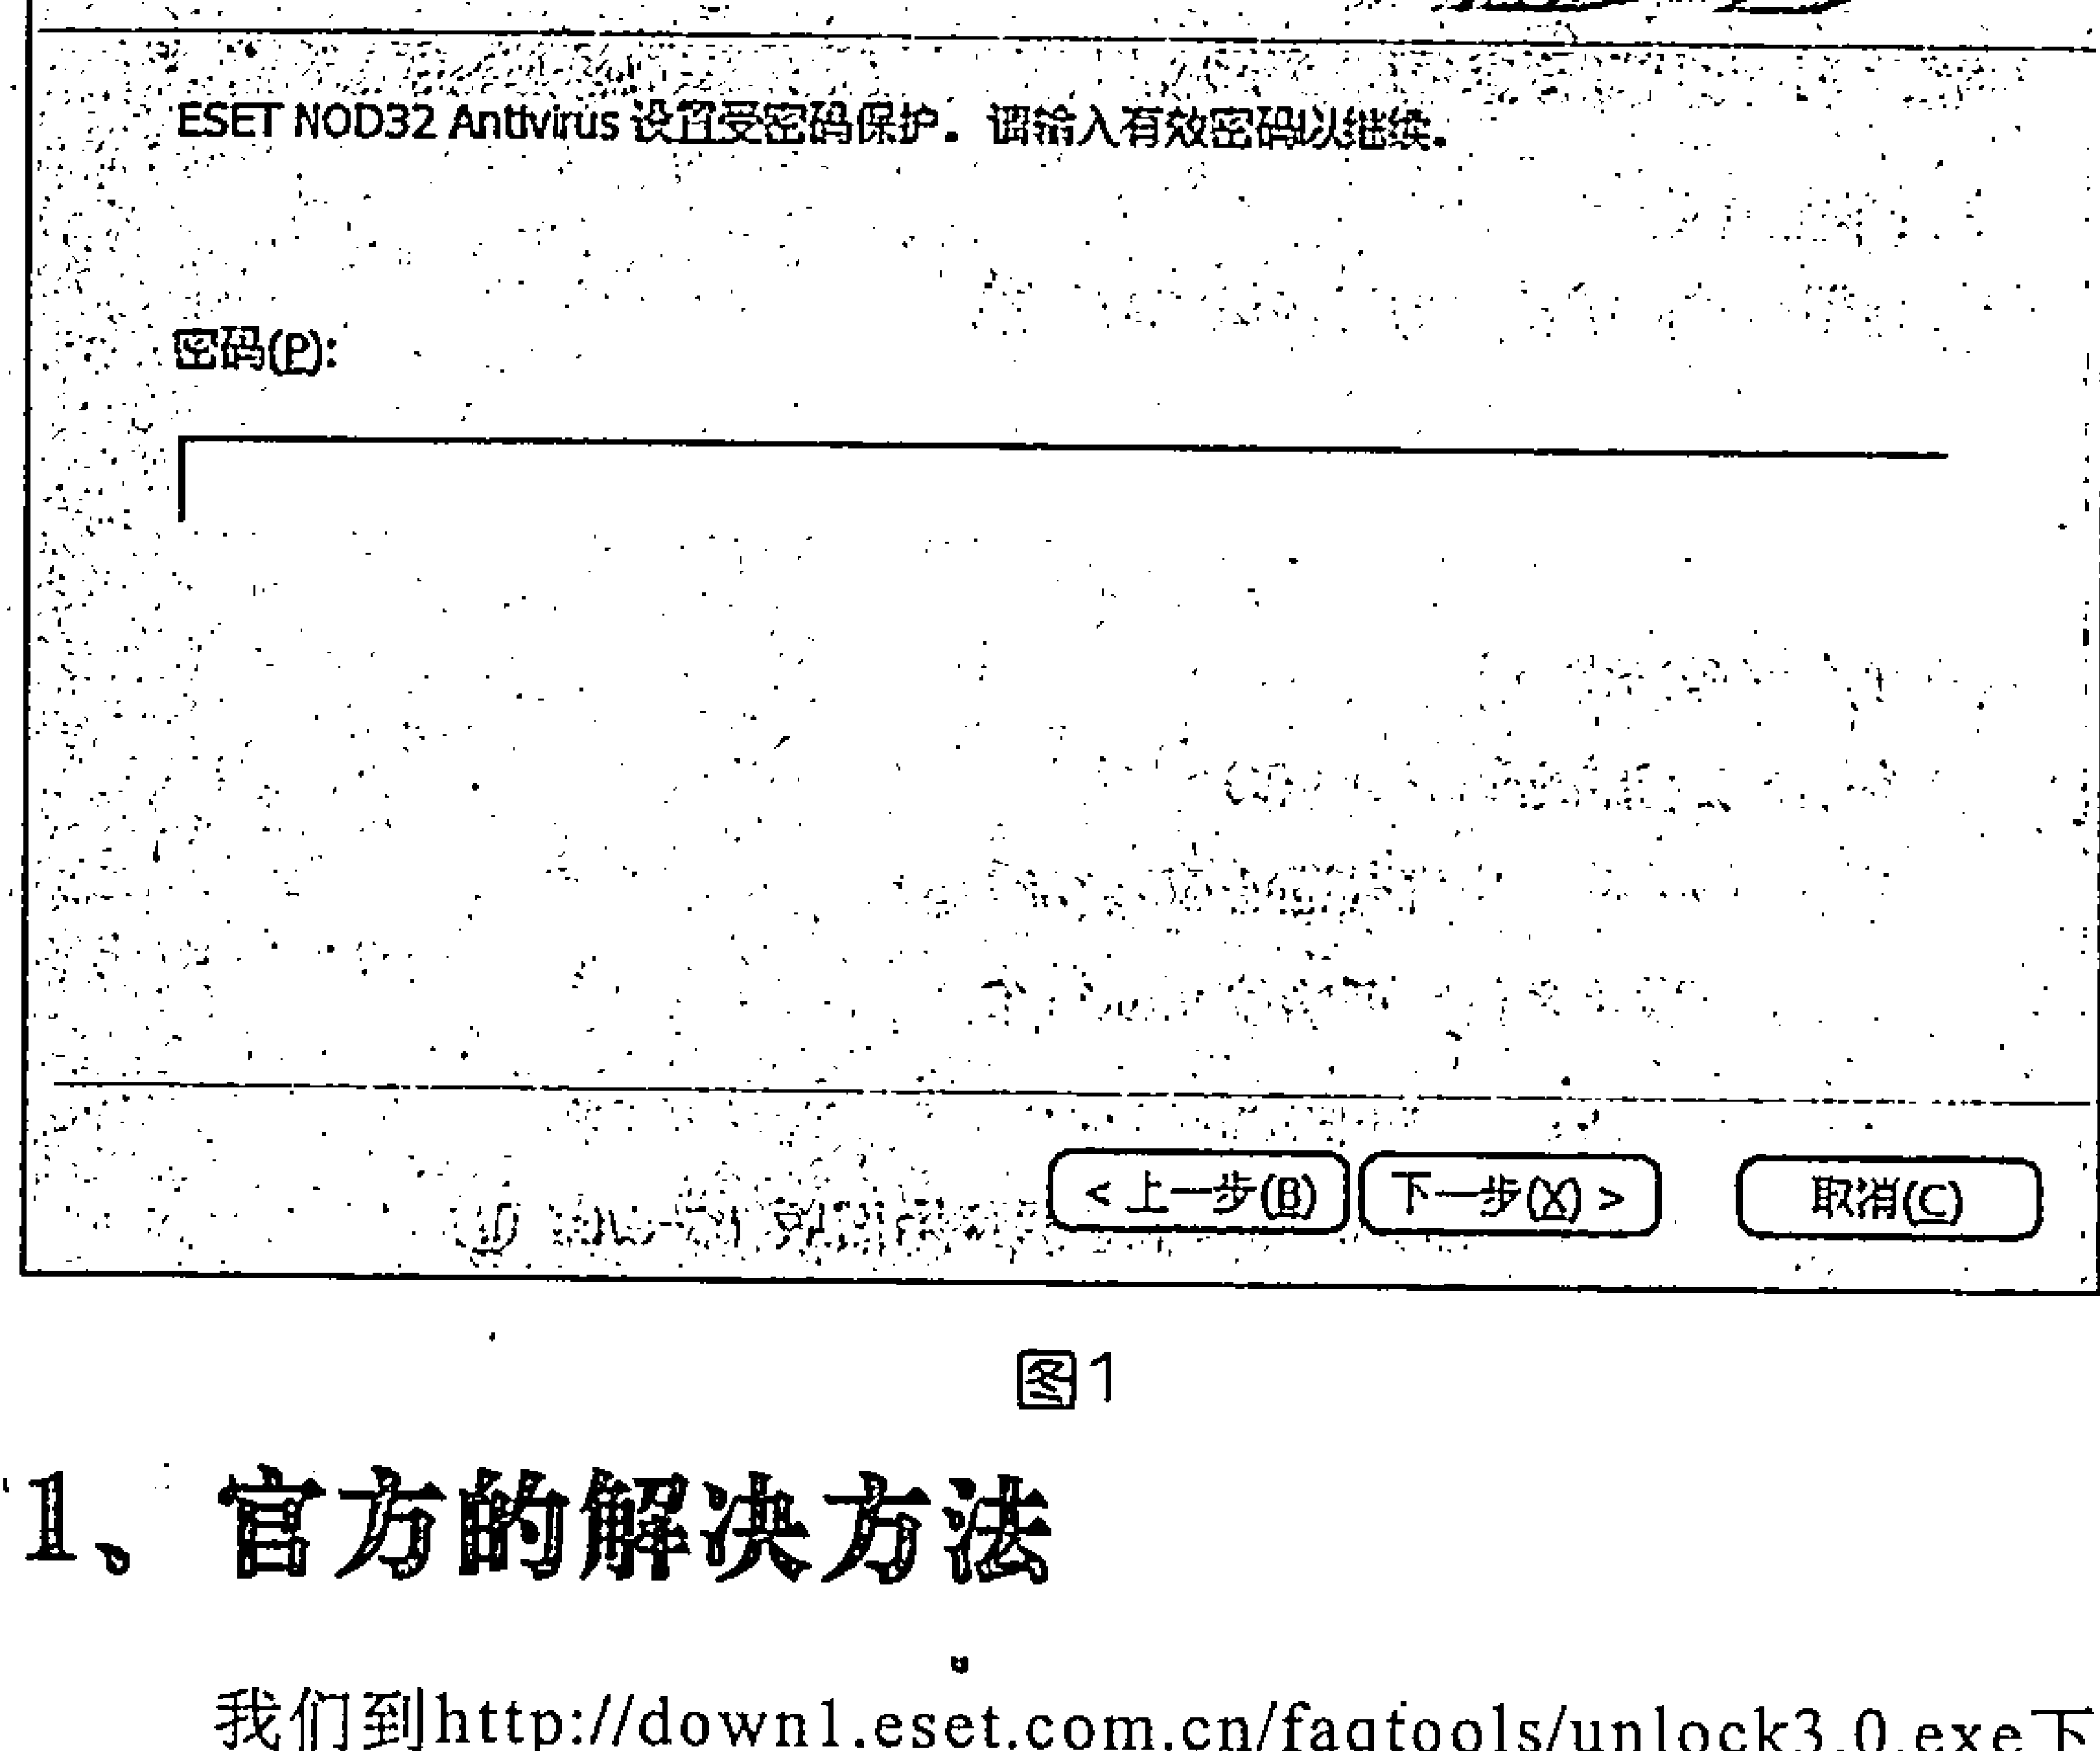 ESET NOD32 Antivirus 设置受密码保护。请输入有效密码以继续。
密码(P):
< 上一步(B) 下一步(X) > 取消(C)
图1
1、官方的解决方法
我们到http://down1.eset.com.cn/faqtools/unlock3.0.exe下